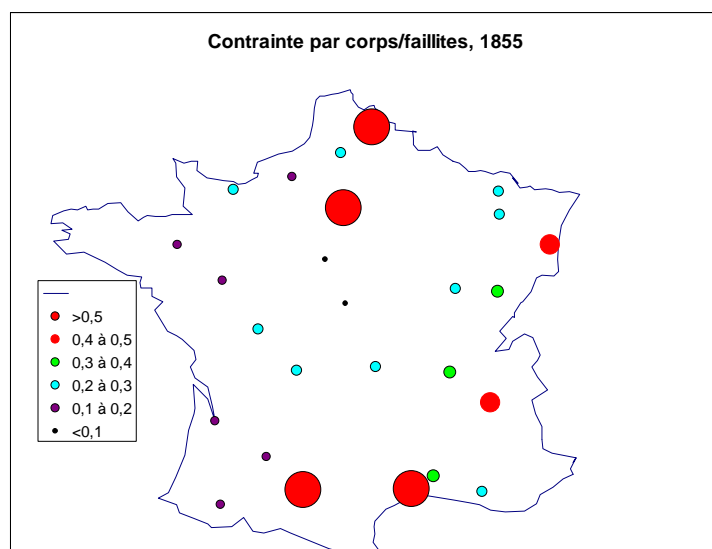 Contrainte par corps/faillites, 1855
>0,5
0,4 à 0,5
0,3 à 0,4
0,2 à 0,3
0,1 à 0,2
<0,1